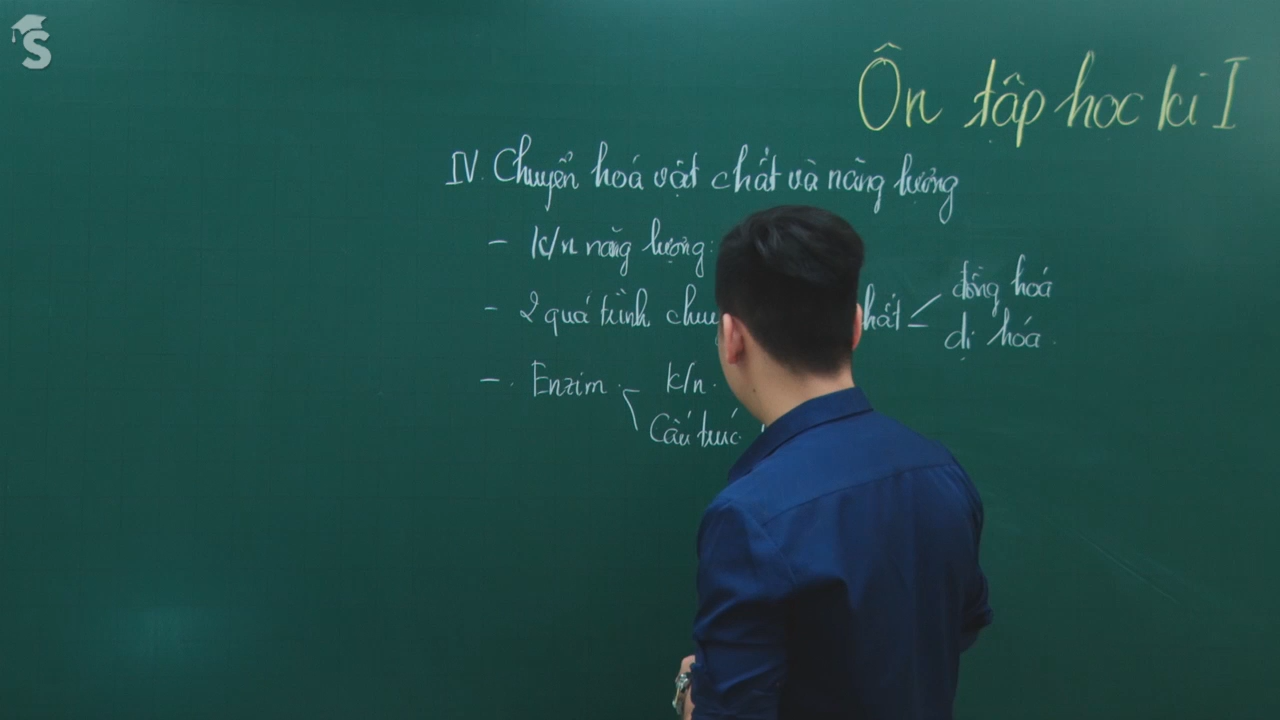 S
Ôn tập học kì I
IV. Chuyển hoá vật chất và năng lượng
- k/n năng lượng:
- 2 quá trình chu hất < đồng hoá
dị hóa.
- Enzim k/n.
Cấu trúc